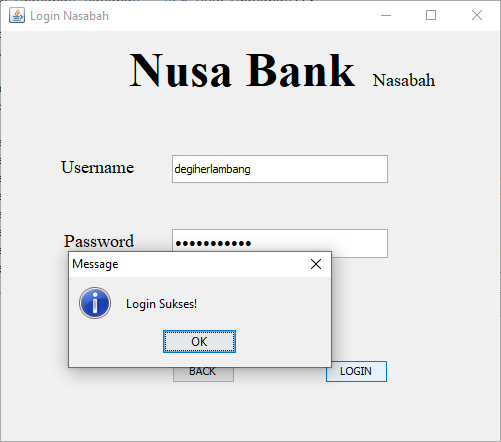 Login Nasabah
Nusa Bank Nasabah
Username degiherlambang
Password •••••••••••
Message
Login Sukses!
OK
BACK LOGIN